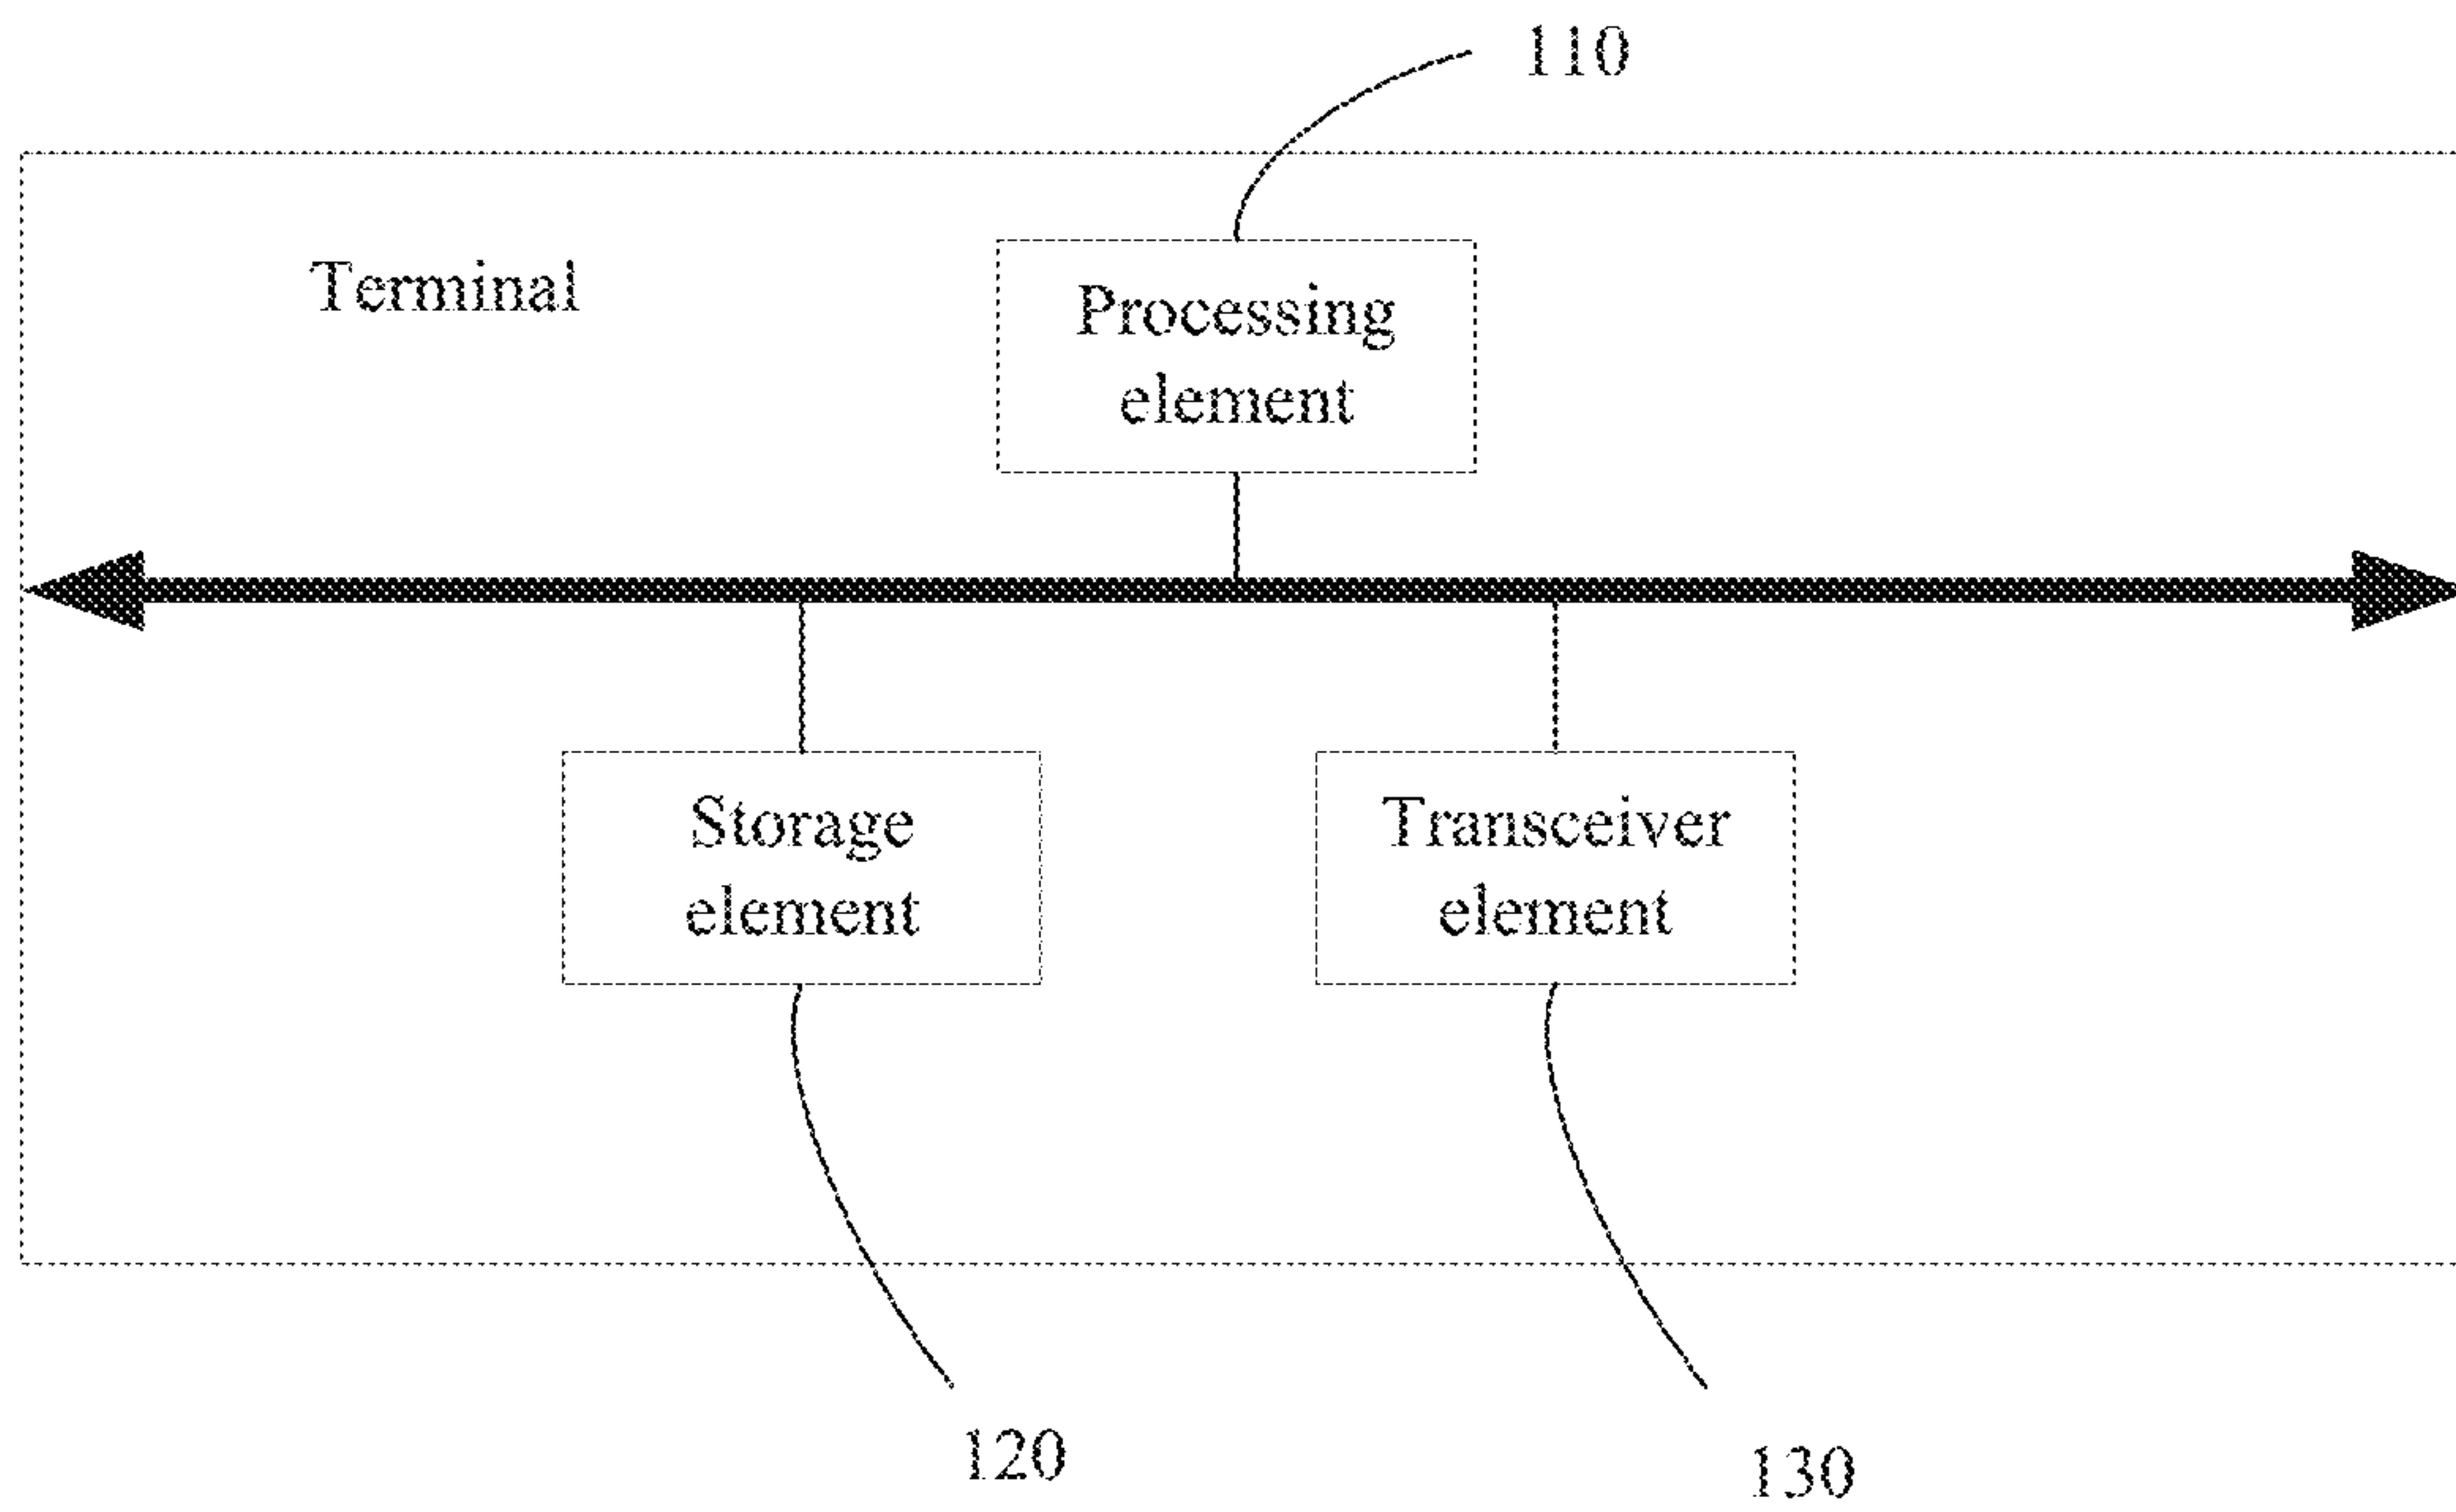 110
Terminal
Processing
element
Storage
element
Transceiver
element
120
130